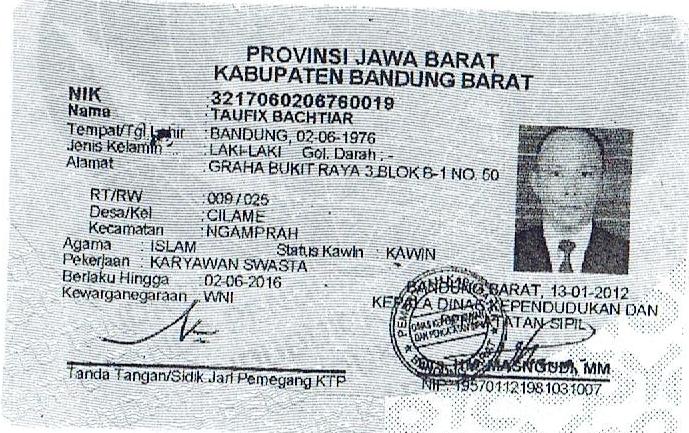 PROVINSI JAWA BARAT
KABUPATEN BANDUNG BARAT
NIK : 3217060206760019
Nama : TAUFIX BACHTIAR
Tempat/Tgl Lahir : BANDUNG, 02-06-1976
Jenis Kelamin : LAKI-LAKI Gol. Darah : -
Alamat : GRAHA BUKIT RAYA 3 BLOK B-1 NO. 50
RT/RW : 009 / 025
Desa/Kel : CILAME
Kecamatan : NGAMPRAH
Agama : ISLAM Status Kawin : KAWIN
Pekerjaan : KARYAWAN SWASTA
Berlaku Hingga : 02-06-2016
Kewarganegaraan : WNI
BANDUNG BARAT, 13-01-2012
KEPALA DINAS KEPENDUDUKAN DAN
SIPIL
MASNGUDI, MM
NIP. 195701121981031007
Tanda Tangan/Sidik Jari Pemegang KTP